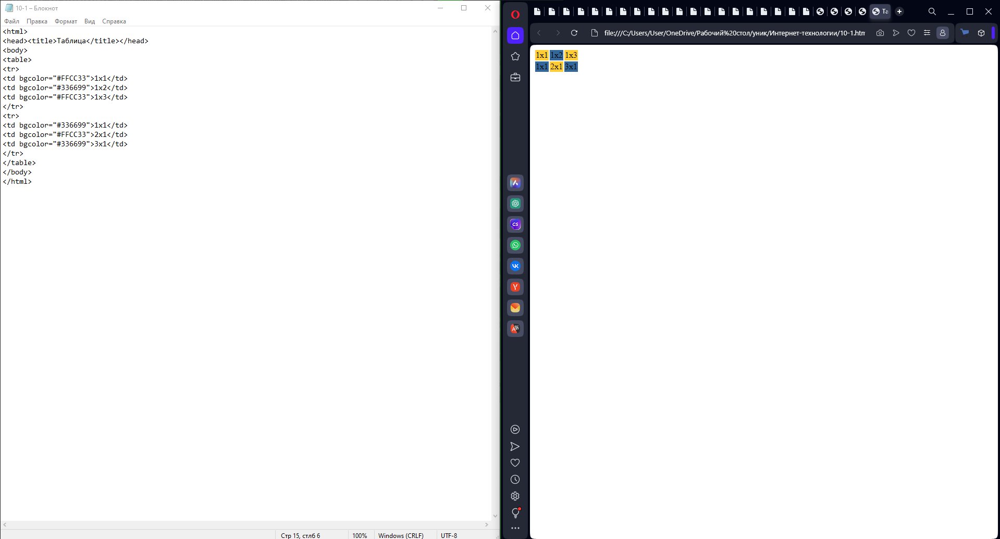 10-1 – Блокнот
Файл Правка Формат Вид Справка
<html>
<head><title>Таблица</title></head>
<body>
<table>
<tr>
<td bgcolor="#FFCC33">1x1</td>
<td bgcolor="#336699">1x2</td>
<td bgcolor="#FFCC33">1x3</td>
</tr>
<tr>
<td bgcolor="#336699">1x1</td>
<td bgcolor="#FFCC33">2x1</td>
<td bgcolor="#336699">3x1</td>
</tr>
</table>
</body>
</html>
Стр 15, стлб 6 100% Windows (CRLF) UTF-8
Та
file:///C:/Users/User/OneDrive/Рабочий%20стол/уник/Интернет-технологии/10-1.htm
1x1 1x2 1x3
1x1 2x1 3x1
CS